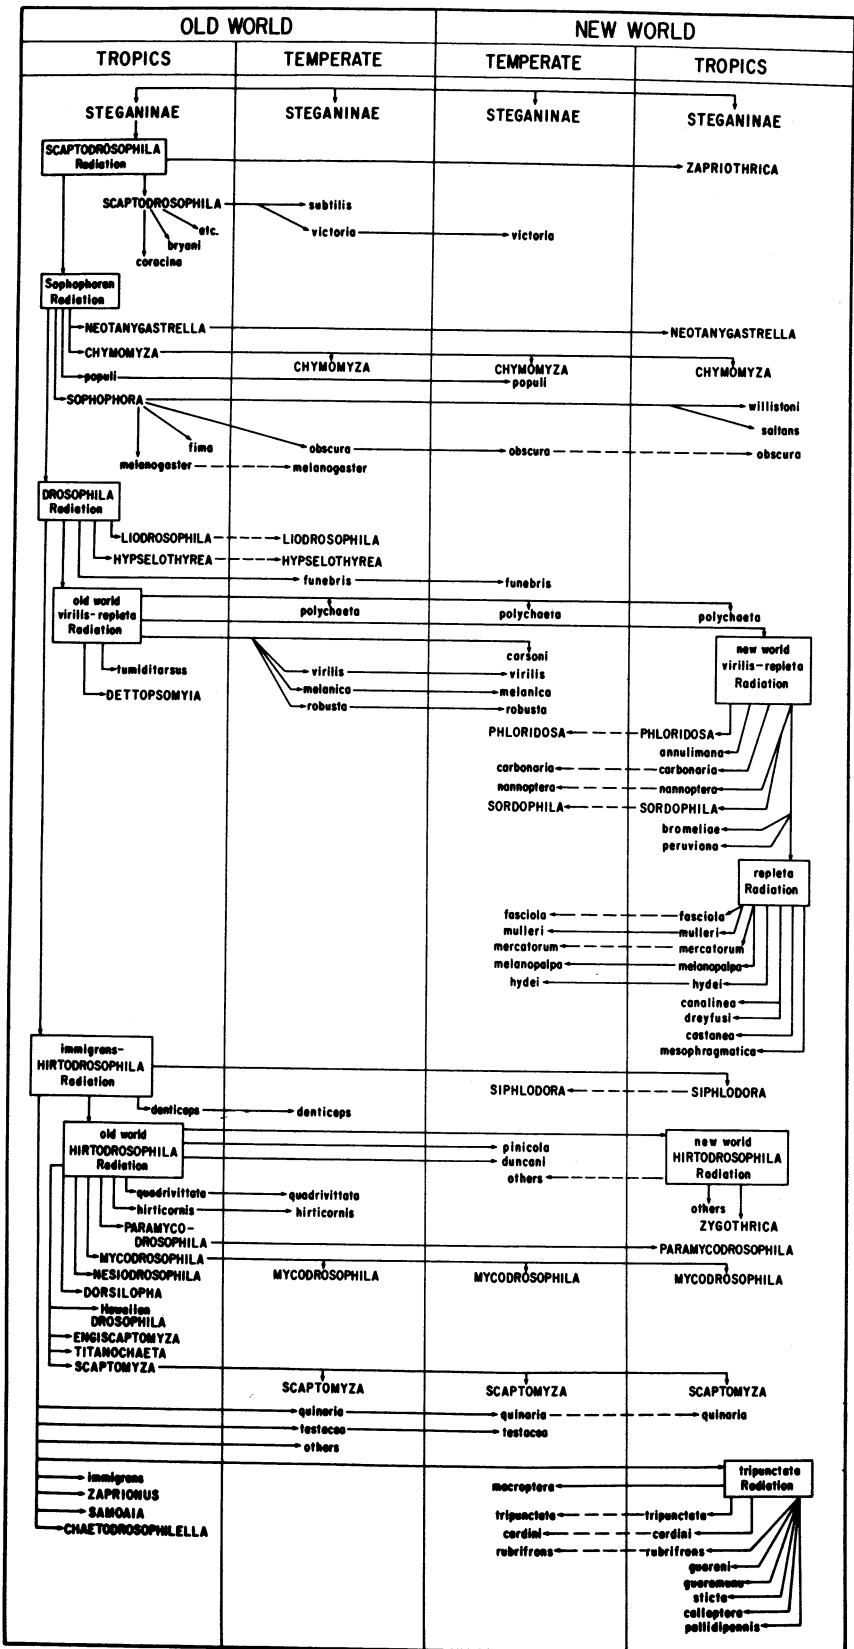 OLD WORLD NEW WORLD
TROPICS TEMPERATE TEMPERATE TROPICS
STEGANINAE STEGANINAE STEGANINAE STEGANINAE
SCAPTODROSOPHILA
Radiation
ZAPRIOTHRICA
SCAPTODROSOPHILA subtilis
etc. victoria victoria
bryani
coracina
Sophophoran
Radiation
NEOTANYGASTRELLA NEOTANYGASTRELLA
CHYMOMYZA
CHYMOMYZA CHYMOMYZA CHYMOMYZA
populi populi
SOPHOPHORA willistoni
saltans
fima obscura obscura obscura
melanogaster melanogaster
DROSOPHILA
Radiation
LIODROSOPHILA LIODROSOPHILA
HYPSELOTHYREA HYPSELOTHYREA
funebris funebris
old world
virilis-repleta
Radiation
polychaeta polychaeta polychaeta
carsoni
new world
virilis-repleta
Radiation
tumiditarsus virilis virilis
DETTOPSOMYIA melanica melanica
robusta robusta
PHLORIDOSA PHLORIDOSA
annulimana
carbonaria carbonaria
nannoptera nannoptera
SORDOPHILA SORDOPHILA
bromeliae
peruviana
repleta
Radiation
fasciola fasciola
mulleri mulleri
mercatorum mercatorum
melanopalpa melanopalpa
hydei hydei
canalinea
dreyfusi
castanea
mesophragmatica
immigrans-
HIRTODROSOPHILA
Radiation
SIPHLODORA SIPHLODORA
denticeps denticeps
old world
HIRTODROSOPHILA
Radiation
pinicola
duncani
others
new world
HIRTODROSOPHILA
Radiation
quadrivittata quadrivittata
hirticornis hirticornis
others
ZYGOTHRICA
PARAMYCO-
DROSOPHILA PARAMYCODROSOPHILA
MYCODROSOPHILA
NESIODROSOPHILA MYCODROSOPHILA MYCODROSOPHILA MYCODROSOPHILA
DORSILOPHA
Hawaiian
DROSOPHILA
ENGISCAPTOMYZA
TITANOCHAETA
SCAPTOMYZA
SCAPTOMYZA SCAPTOMYZA SCAPTOMYZA
quinaria quinaria quinaria
testacea testacea
others
tripunctata
Radiation
immigrans macroptera
ZAPRIONUS
SAMOAIA tripunctata tripunctata
CHAETODROSOPHILELLA cardini cardini
rubrifrons rubrifrons
guarani
guaramunu
sticta
calloptera
pallidipennis